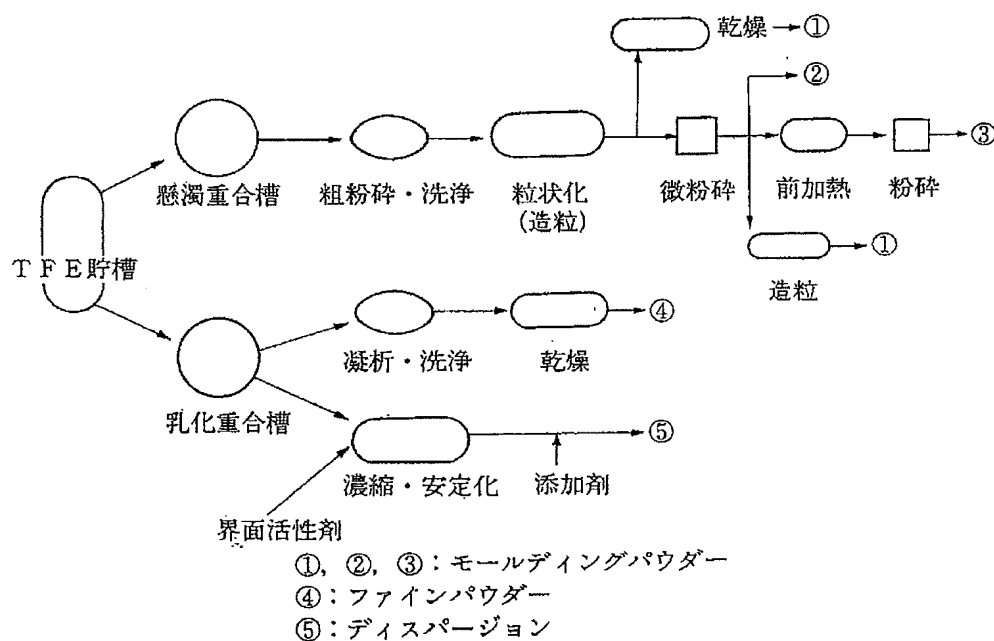 乾燥
①
②
③
懸濁重合槽
粗粉砕・洗浄
粒状化
(造粒)
微粉砕
前加熱
粉砕
①
造粒
TFE貯槽
④
凝析・洗浄
乾燥
乳化重合槽
⑤
濃縮・安定化
添加剤
界面活性剤
①, ②, ③:モールディングパウダー
④:ファインパウダー
⑤:ディスパージョン